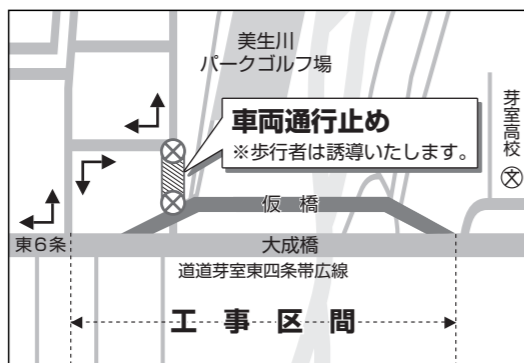 美生川
パークゴルフ場
車両通行止め
※歩行者は誘導いたします。
芽室高校
文
仮橋
東6条
大成橋
道道芽室東四条帯広線
工事区間